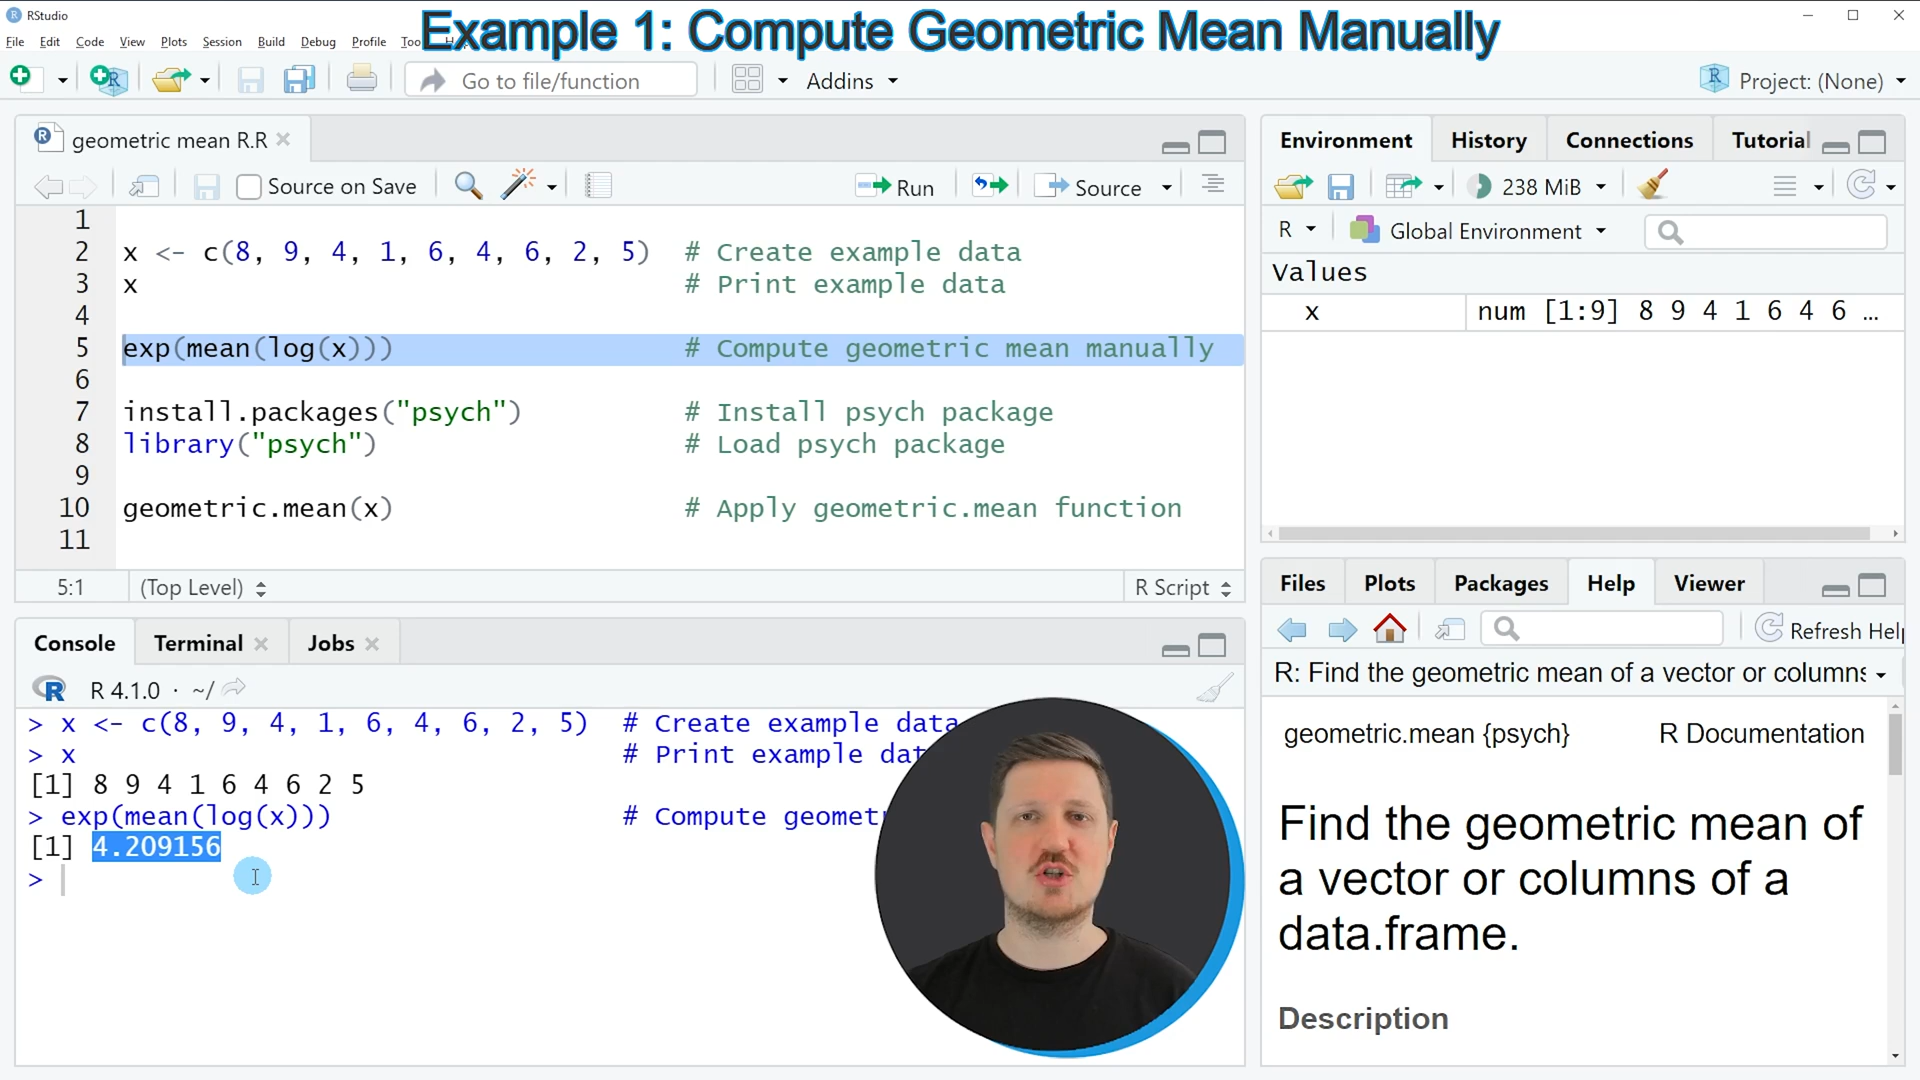 RStudio
Example 1: Compute Geometric Mean Manually
File Edit Code View Plots Session Build Debug Profile
Go to file/function
Addins
Project: (None)
geometric mean R.R
Source on Save
Run
Source
1
2 x <- c(8, 9, 4, 1, 6, 4, 6, 2, 5) # Create example data
3 x # Print example data
4
5 exp(mean(log(x))) # Compute geometric mean manually
6
7 install.packages("psych") # Install psych package
8 library("psych") # Load psych package
9
10 geometric.mean(x) # Apply geometric.mean function
11
5:1 (Top Level) R Script
Console Terminal Jobs
R 4.1.0 · ~/
> x <- c(8, 9, 4, 1, 6, 4, 6, 2, 5) # Create example data
> x # Print example dat
[1] 8 9 4 1 6 4 6 2 5
> exp(mean(log(x))) # Compute geomet
[1] 4.209156
>
Environment History Connections Tutorial
238 MiB
R Global Environment
Values
x num [1:9] 8 9 4 1 6 4 6 ...
Files Plots Packages Help Viewer
Refresh Hel
R: Find the geometric mean of a vector or columns
geometric.mean {psych} R Documentation
Find the geometric mean of
a vector or columns of a
data.frame.
Description